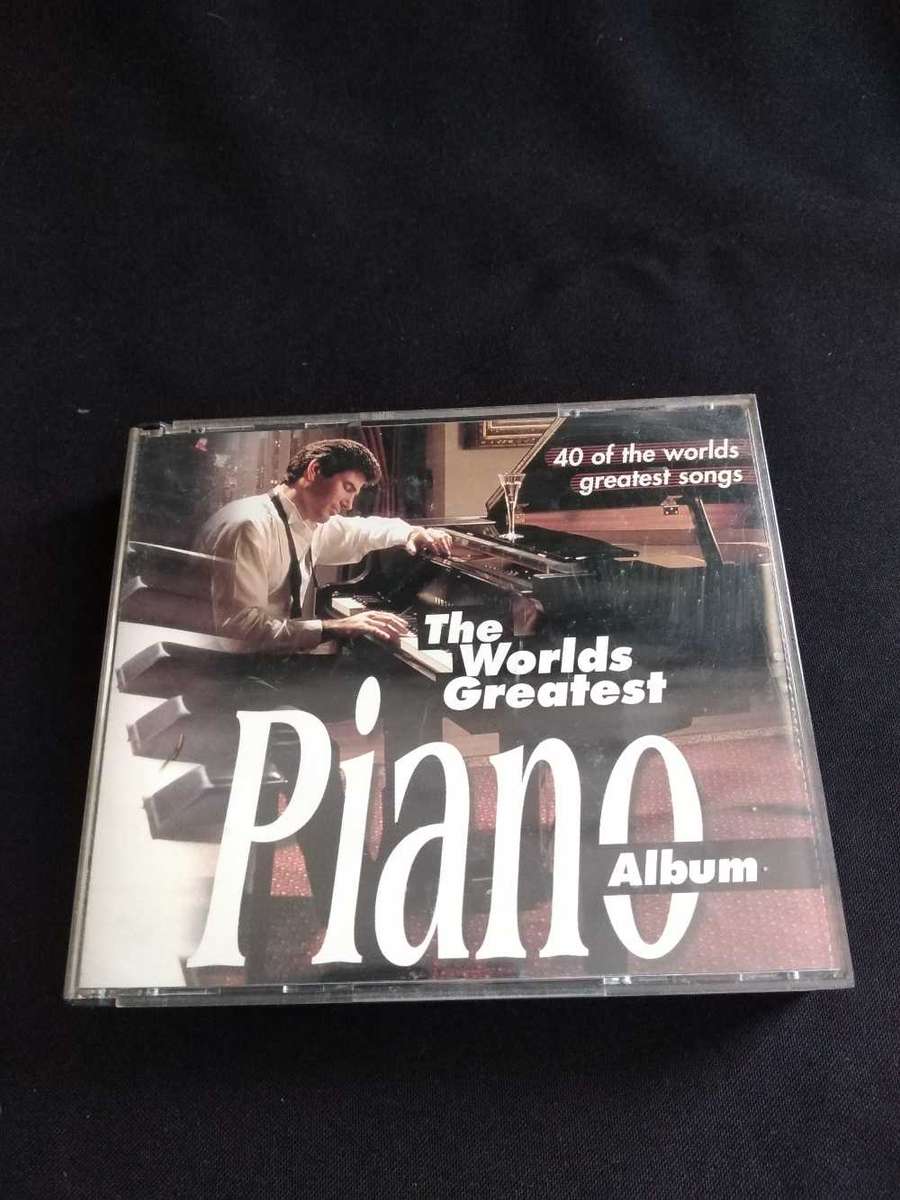 40 of the worlds
greatest songs
The
Worlds
Greatest
Piano
Album